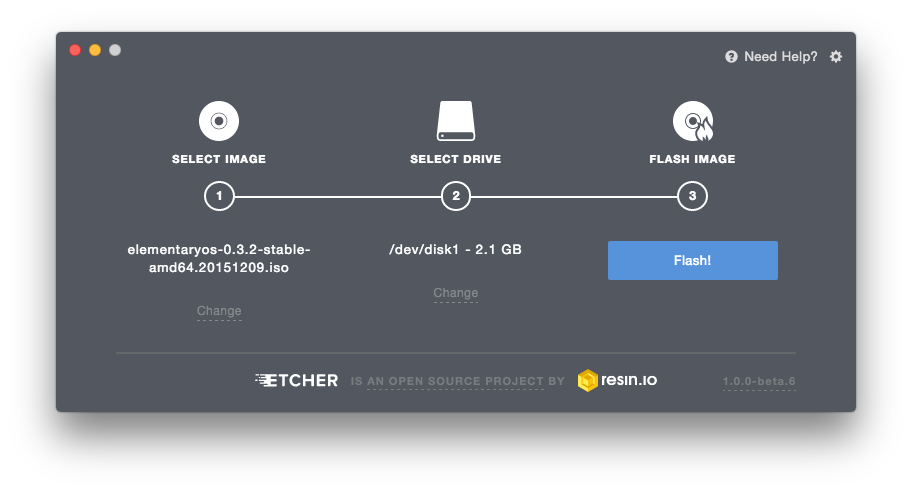 Need Help?
SELECT IMAGE
SELECT DRIVE
FLASH IMAGE
1
2
3
elementaryos-0.3.2-stable-
amd64.20151209.iso
/dev/disk1 - 2.1 GB
Flash!
Change
Change
ETCHER IS AN OPEN SOURCE PROJECT BY resin.io 1.0.0-beta.6